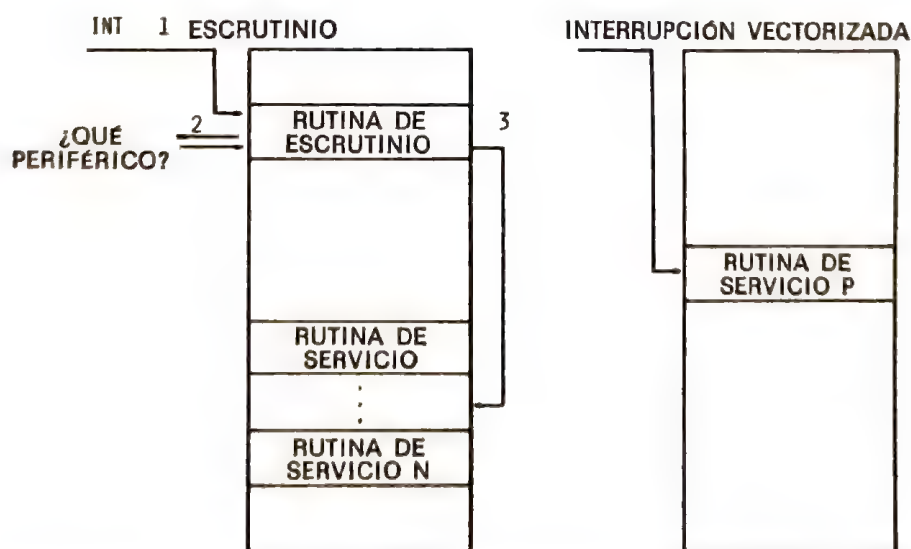 INT 1 ESCRUTINIO
¿QUÉ
PERIFÉRICO?
2
RUTINA DE
ESCRUTINIO
3
RUTINA DE
SERVICIO
RUTINA DE
SERVICIO N
INTERRUPCIÓN VECTORIZADA
RUTINA DE
SERVICIO P